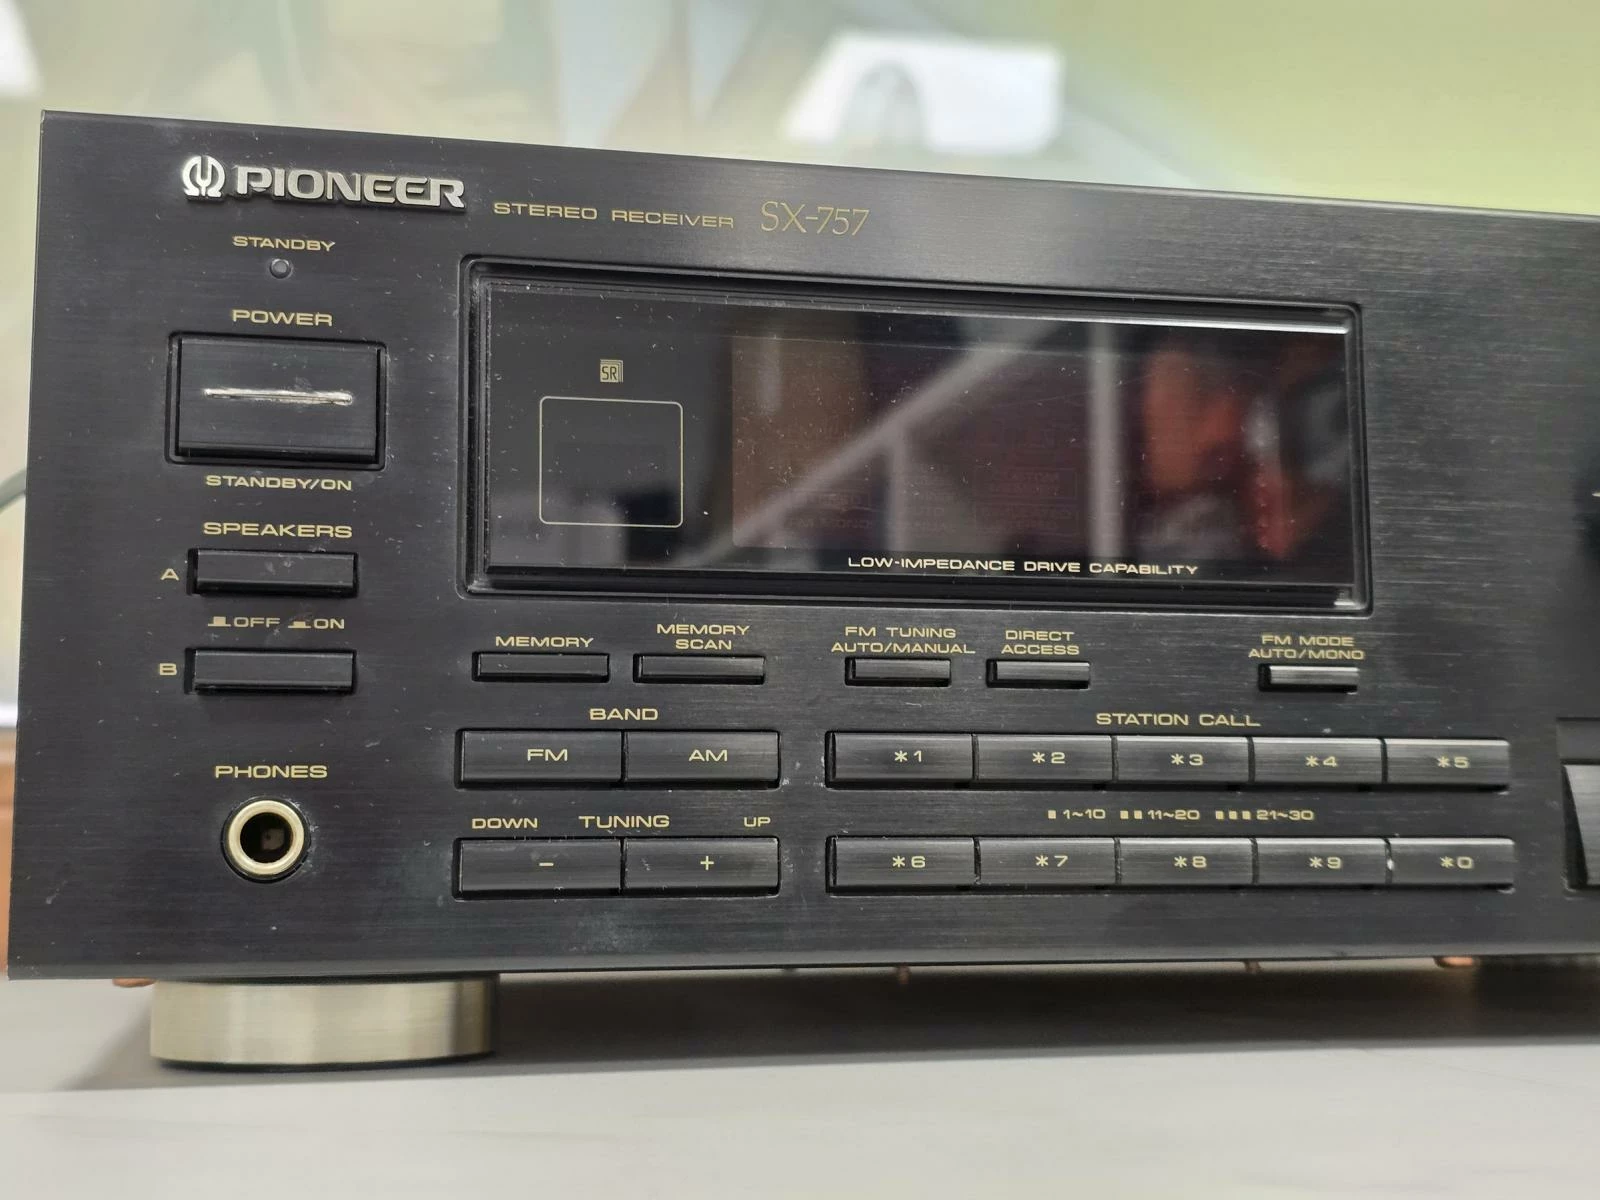 PIONEER STEREO RECEIVER SX-757
STANDBY
POWER
STANDBY/ON
SPEAKERS
A
OFF ON
B
PHONES
SR
LOW-IMPEDANCE DRIVE CAPABILITY
MEMORY
MEMORY
SCAN
FM TUNING
AUTO/MANUAL
DIRECT
ACCESS
FM MODE
AUTO/MONO
BAND
FM AM
DOWN TUNING UP
− +
STATION CALL
*1 *2 *3 *4 *5
1~10 11~20 21~30
*6 *7 *8 *9 *0